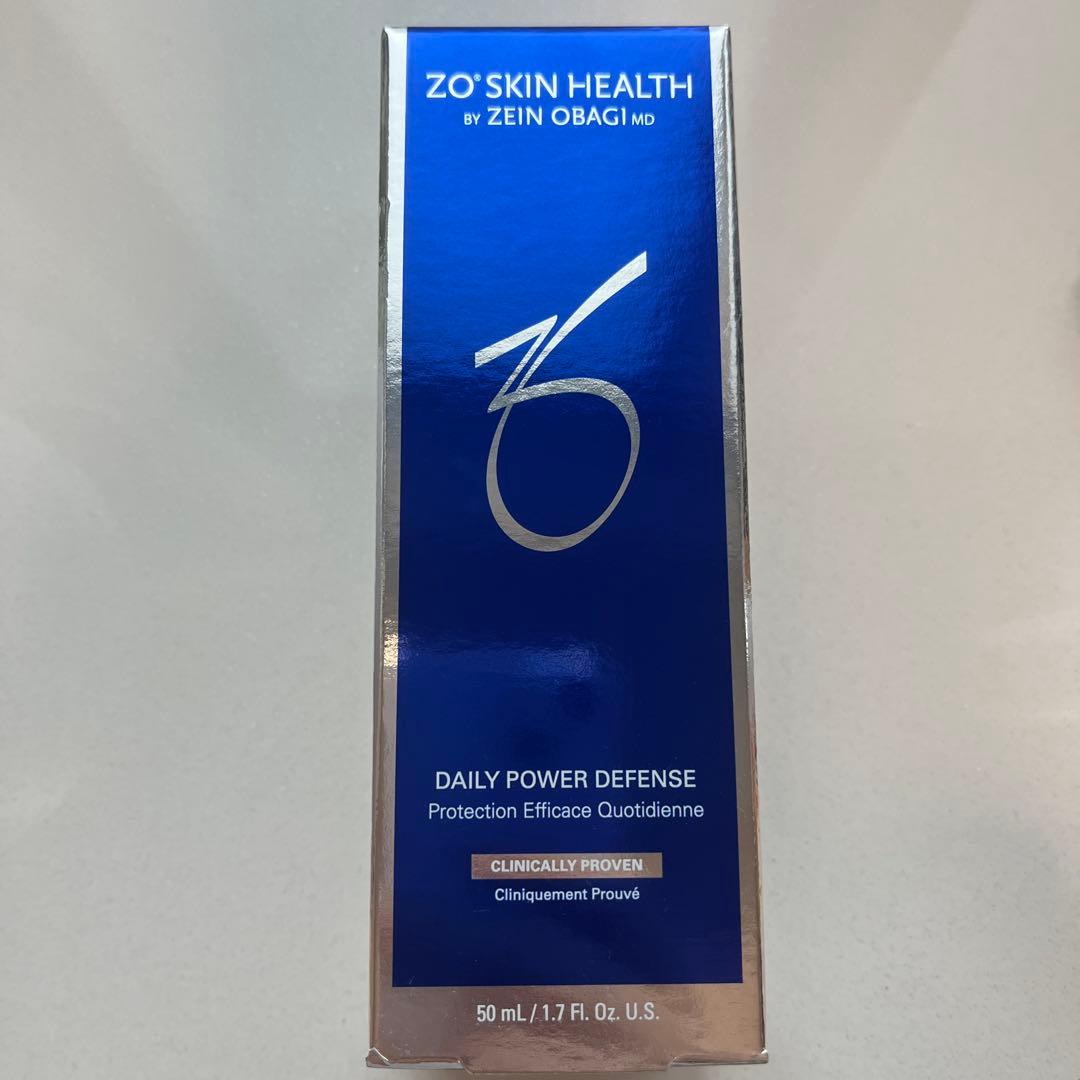 ZO® SKIN HEALTH
BY ZEIN OBAGI MD
DAILY POWER DEFENSE
Protection Efficace Quotidienne
CLINICALLY PROVEN
Cliniquement Prouvé
50 mL / 1.7 Fl. Oz. U.S.